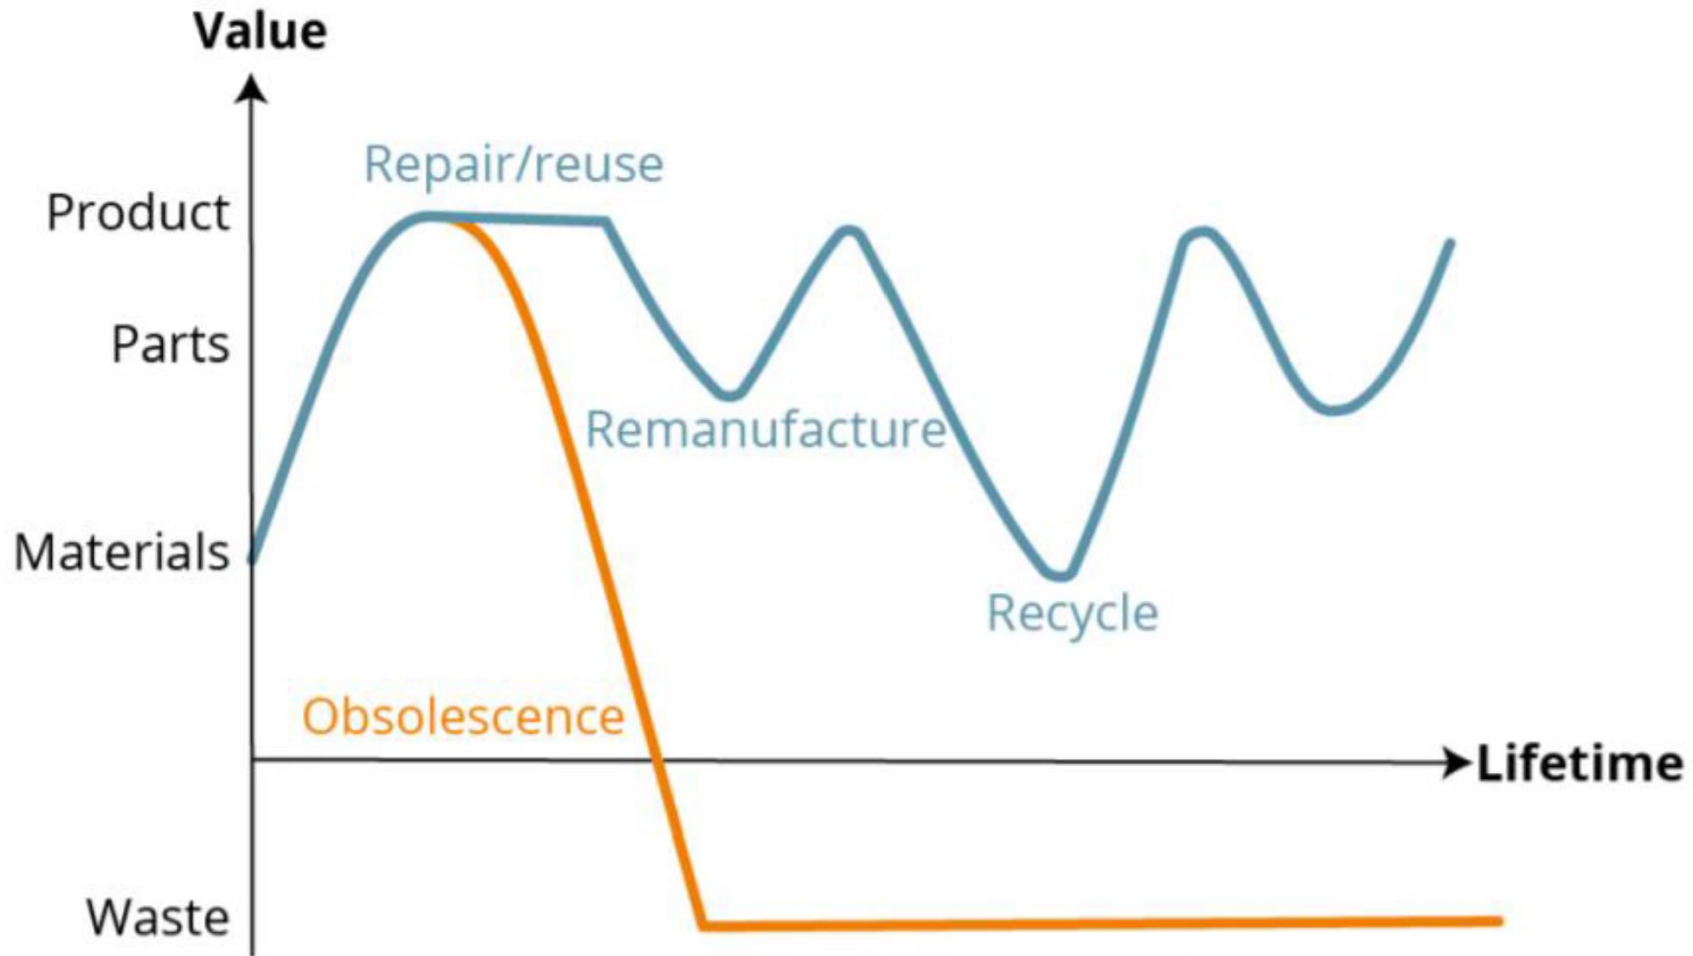 Value
Repair/reuse
Product
Parts
Remanufacture
Materials
Recycle
Obsolescence
Lifetime
Waste